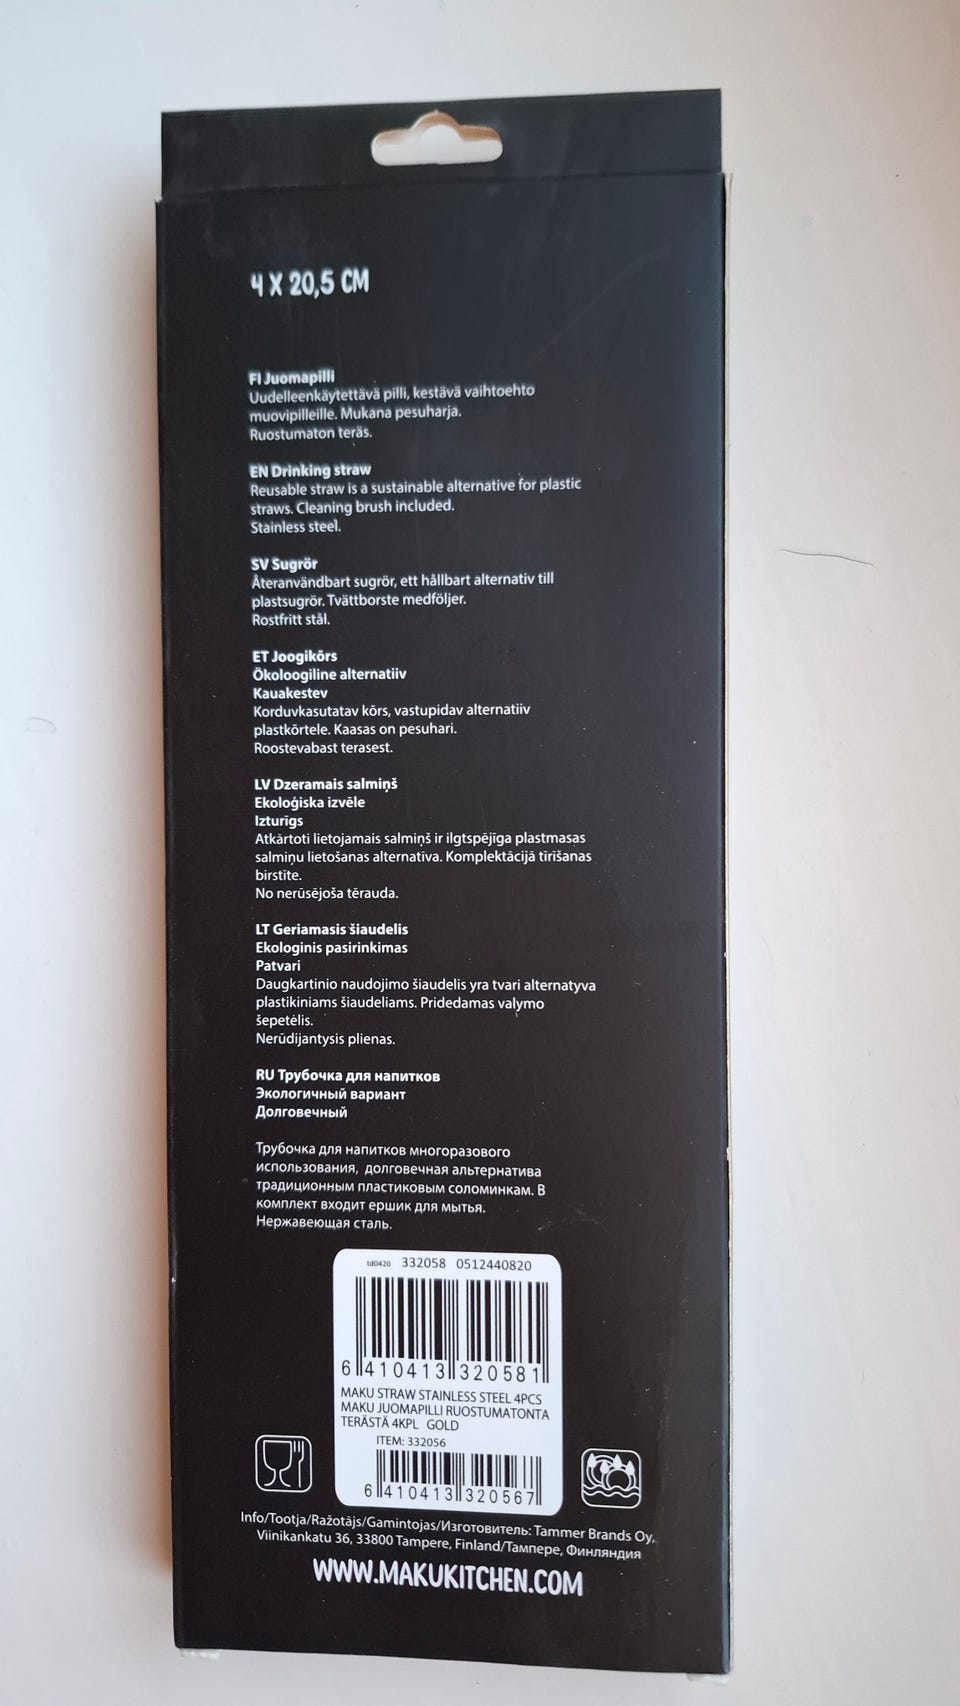 4 X 20,5 CM
FI Juomapilli
Uudelleenkäytettävä pilli, kestävä vaihtoehto
muovipilleille. Mukana pesuharja.
Ruostumaton teräs.
EN Drinking straw
Reusable straw is a sustainable alternative for plastic
straws. Cleaning brush included.
Stainless steel.
SV Sugrör
Återanvändbart sugrör, ett hållbart alternativ till
plastsugrör. Tvättborste medföljer.
Rostfritt stål.
ET Joogikõrs
Ökoloogiline alternatiiv
Kauakestev
Korduvkasutatav kõrs, vastupidav alternatiiv
plastkõrtele. Kaasas on pesuhari.
Roostevabast terasest.
LV Dzeramais salmiņš
Ekoloģiska izvēle
Izturīgs
Atkārtoti lietojamais salmiņš ir ilgtspējīga plastmasas
salmiņu lietošanas alternatīva. Komplektācijā tīrīšanas
birstīte.
No nerūsējoša tērauda.
LT Geriamasis šiaudelis
Ekologinis pasirinkimas
Patvari
Daugkartinio naudojimo šiaudelis yra tvari alternatyva
plastikiniams šiaudeliams. Pridedamas valymo
šepetėlis.
Nerūdijantysis plienas.
RU Трубочка для напитков
Экологичный вариант
Долговечный
Трубочка для напитков многоразового
использования, долговечная альтернатива
традиционным пластиковым соломинкам. В
комплект входит ершик для мытья.
Нержавеющая сталь.
td0420 332058 0512440820
6 410413 320581
MAKU STRAW STAINLESS STEEL 4PCS
MAKU JUOMAPILLI RUOSTUMATONTA
TERÄSTÄ 4KPL GOLD
ITEM: 332056
6 410413 320567
Info/Tootja/Ražotājs/Gamintojas/Изготовитель: Tammer Brands Oy,
Viinikankatu 36, 33800 Tampere, Finland/Тампере, Финляндия
WWW.MAKUKITCHEN.COM